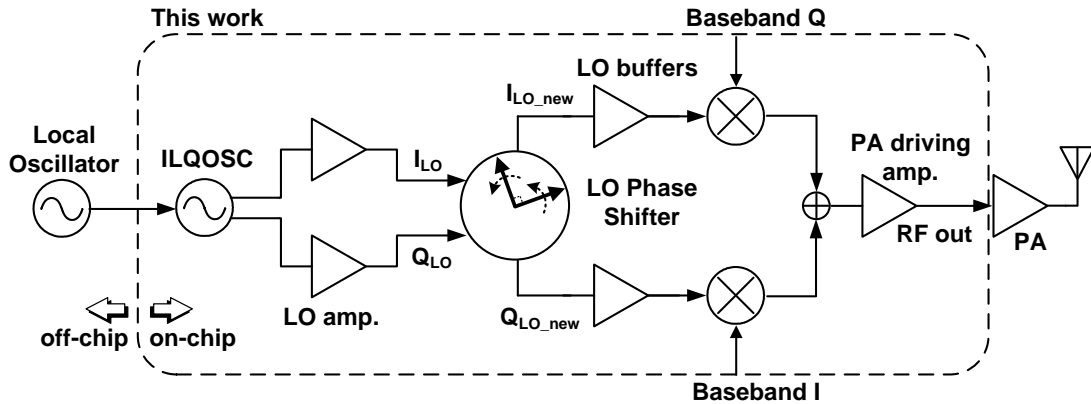 This work
Baseband Q
LO buffers
I_LO_new
Local
Oscillator
ILQOSC
I_LO
PA driving
amp.
LO Phase
Shifter
RF out
PA
Q_LO
LO amp.
Q_LO_new
off-chip
on-chip
Baseband I